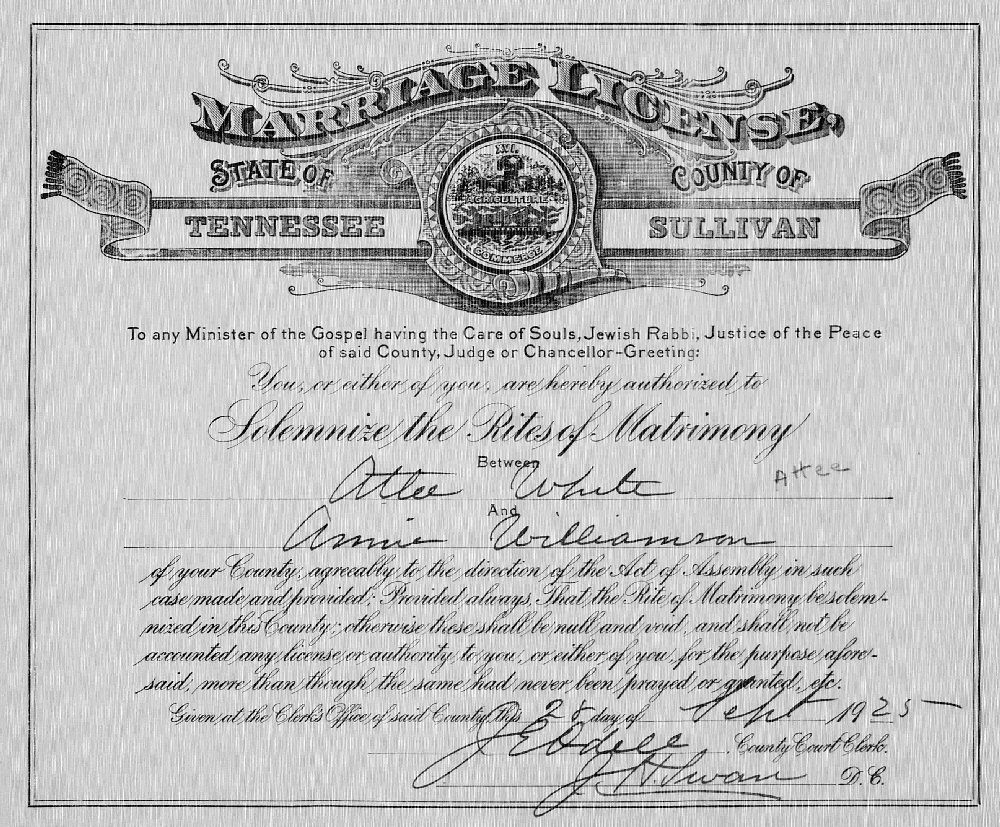 MARRIAGE LICENSE,
STATE OF
COUNTY OF
TENNESSEE
SULLIVAN
XVI
AGRICULTURE
COMMERCE
To any Minister of the Gospel having the Care of Souls, Jewish Rabbi, Justice of the Peace
of said County, Judge or Chancellor-Greeting:
You, or either of you, are hereby authorized to
Solemnize the Rites of Matrimony
Between
Attee White
Attee
And
Annie Williamson
of your County, agreeably to the direction of the Act of Assembly in such
case made and provided; Provided always, That the Rite of Matrimony be solem-
nized in this County; otherwise these shall be null and void, and shall not be
accounted any license or authority to you, or either of you, for the purpose afore-
said, more than though the same had never been prayed or granted, etc.
Given at the Clerk's Office of said County, this 25 day of Sept 1925
J E Odell County Court Clerk.
J. H. Swan D.C.